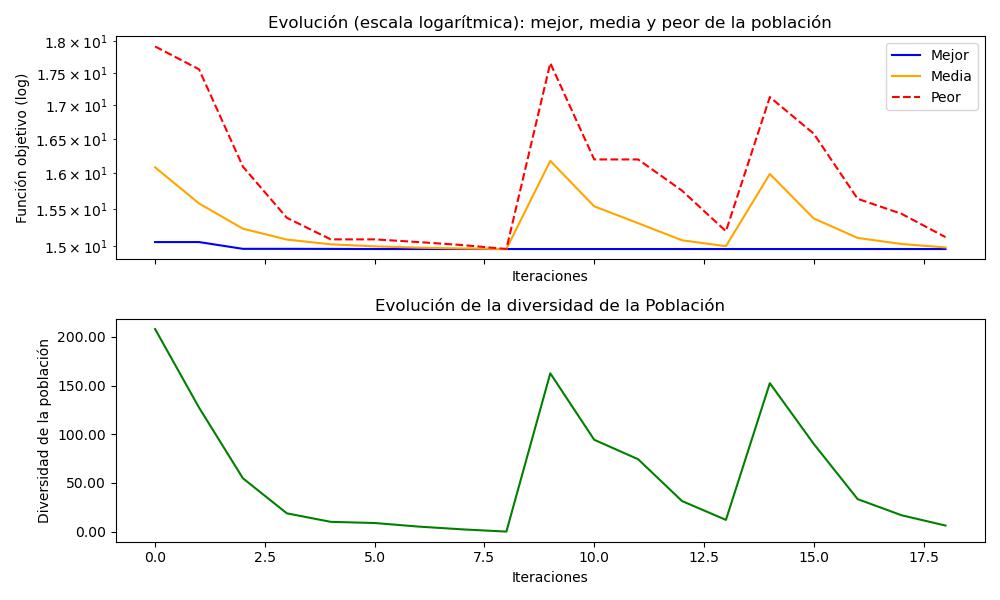 Evolución (escala logarítmica): mejor, media y peor de la población
Función objetivo (log)
1.8 × 10¹
1.75 × 10¹
1.7 × 10¹
1.65 × 10¹
1.6 × 10¹
1.55 × 10¹
1.5 × 10¹
Mejor
Media
Peor
Iteraciones
Evolución de la diversidad de la Población
Diversidad de la población
200.00
150.00
100.00
50.00
0.00
0.0 2.5 5.0 7.5 10.0 12.5 15.0 17.5
Iteraciones